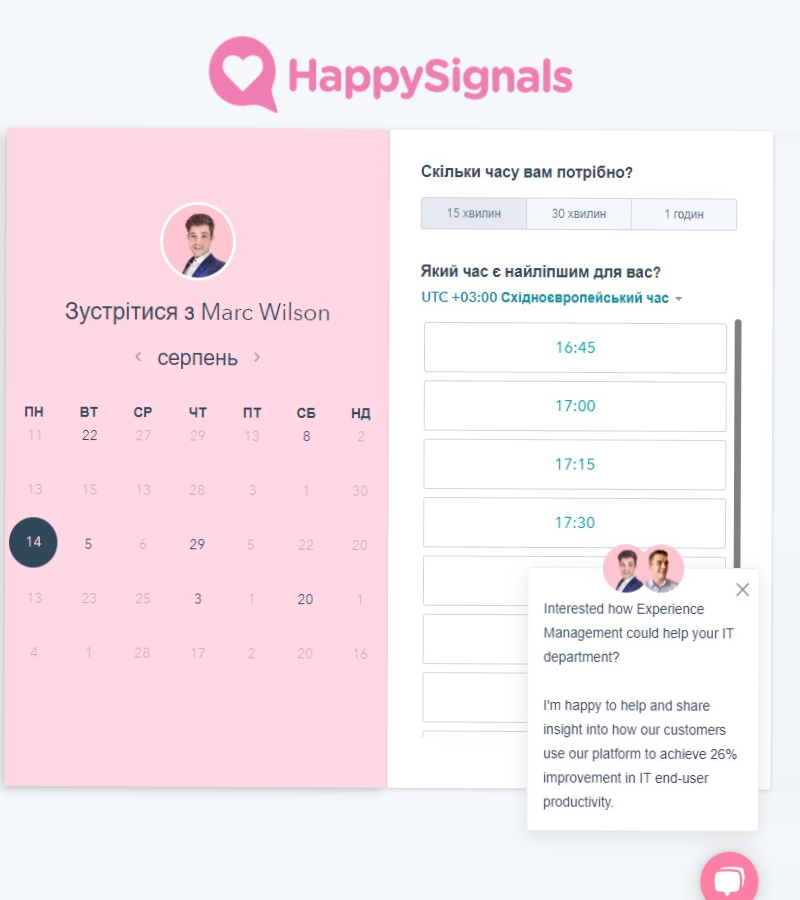 HappySignals
Зустрітися з Marc Wilson
серпень
ПН ВТ СР ЧТ ПТ СБ НД
11 22 27 29 13 8 2
13 15 13 28 3 1 30
14 5 6 29 5 22 20
13 23 25 3 1 20 1
4 1 28 17 2 20 16
Скільки часу вам потрібно?
15 хвилин 30 хвилин 1 годин
Який час є найліпшим для вас?
UTC +03:00 Східноєвропейський час
16:45
17:00
17:15
17:30
Interested how Experience
Management could help your IT
department?
I'm happy to help and share
insight into how our customers
use our platform to achieve 26%
improvement in IT end-user
productivity.